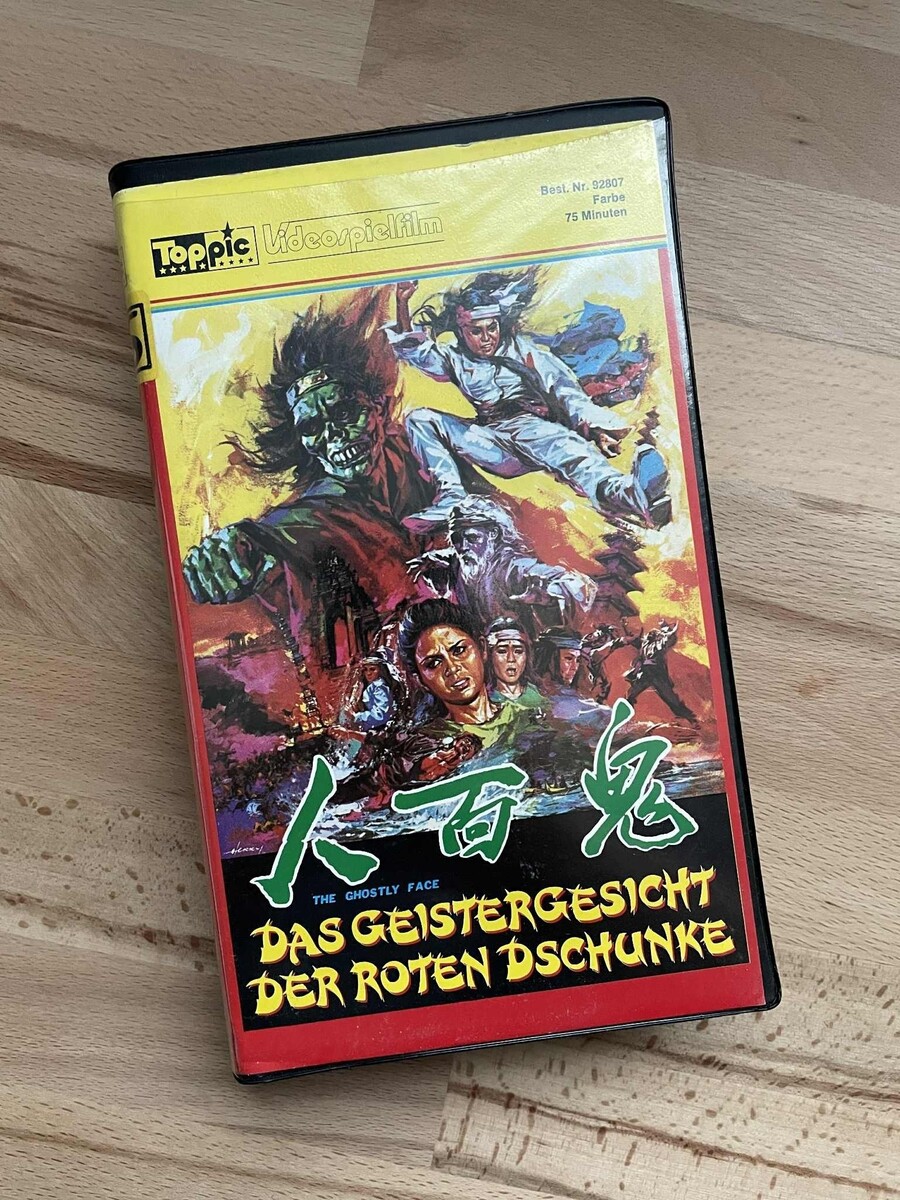 Toppic Videospielfilm
Best. Nr. 92807
Farbe
75 Minuten
鬼面人
THE GHOSTLY FACE
DAS GEISTERGESICHT
DER ROTEN DSCHUNKE